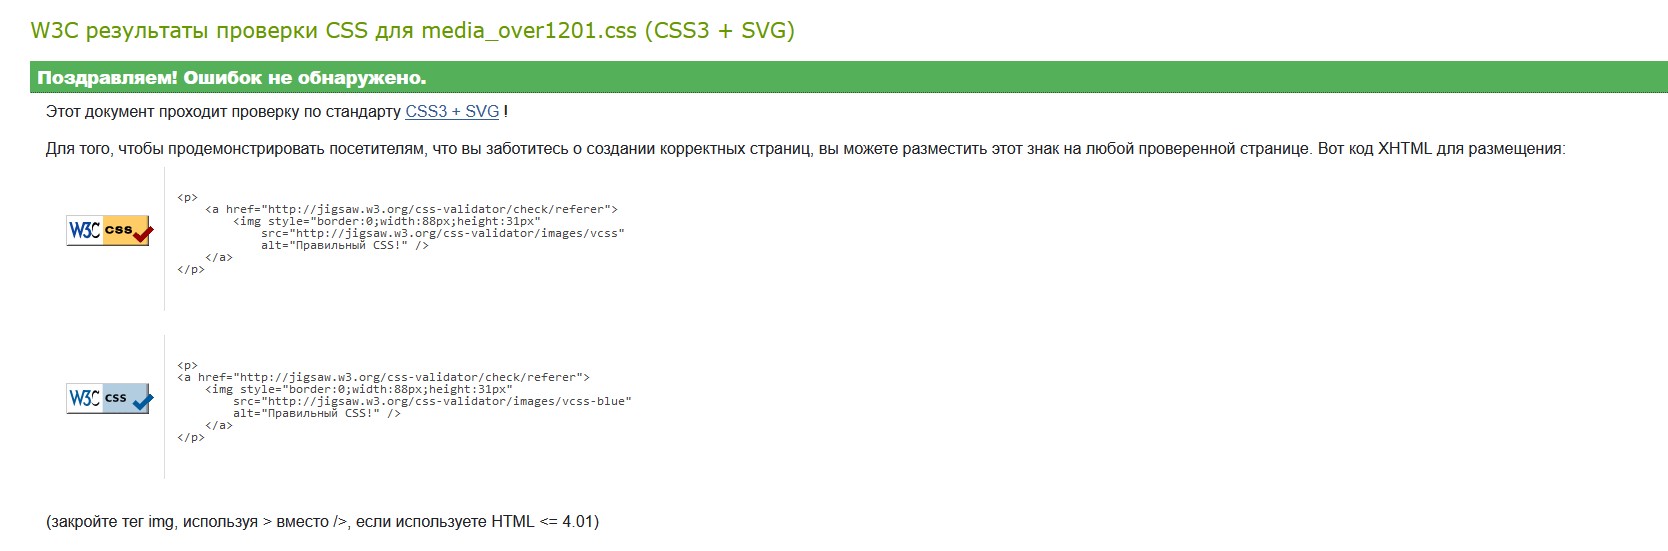 W3C результаты проверки CSS для media_over1201.css (CSS3 + SVG)
Поздравляем! Ошибок не обнаружено.
Этот документ проходит проверку по стандарту CSS3 + SVG !
Для того, чтобы продемонстрировать посетителям, что вы заботитесь о создании корректных страниц, вы можете разместить этот знак на любой проверенной странице. Вот код XHTML для размещения:
W3C css
<p>
<a href="http://jigsaw.w3.org/css-validator/check/referer">
<img style="border:0;width:88px;height:31px"
src="http://jigsaw.w3.org/css-validator/images/vcss"
alt="Правильный CSS!" />
</a>
</p>
W3C css
<p>
<a href="http://jigsaw.w3.org/css-validator/check/referer">
<img style="border:0;width:88px;height:31px"
src="http://jigsaw.w3.org/css-validator/images/vcss-blue"
alt="Правильный CSS!" />
</a>
</p>
(закройте тег img, используя > вместо />, если используете HTML <= 4.01)